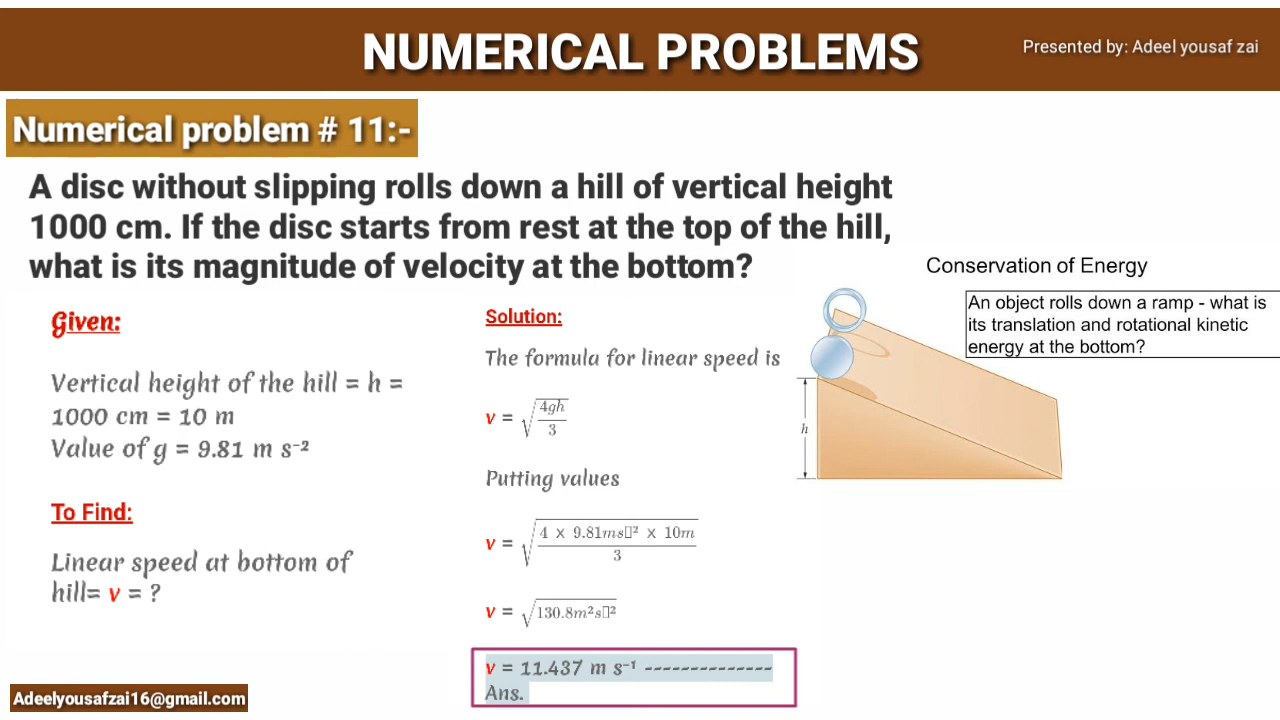 NUMERICAL PROBLEMS
Presented by: Adeel yousaf zai
Numerical problem # 11:-
A disc without slipping rolls down a hill of vertical height
1000 cm. If the disc starts from rest at the top of the hill,
what is its magnitude of velocity at the bottom?
Given:
Vertical height of the hill = h =
1000 cm = 10 m
Value of g = 9.81 m s⁻²
To Find:
Linear speed at bottom of
hill= v = ?
Solution:
The formula for linear speed is
v = √(4gh/3)
Putting values
v = √(4 × 9.81ms▯² × 10m/3)
v = √(130.8m²s▯²)
v = 11.437 m s⁻¹ --------------
Ans.
Conservation of Energy
An object rolls down a ramp - what is
its translation and rotational kinetic
energy at the bottom?
h
Adeelyousafzai16@gmail.com